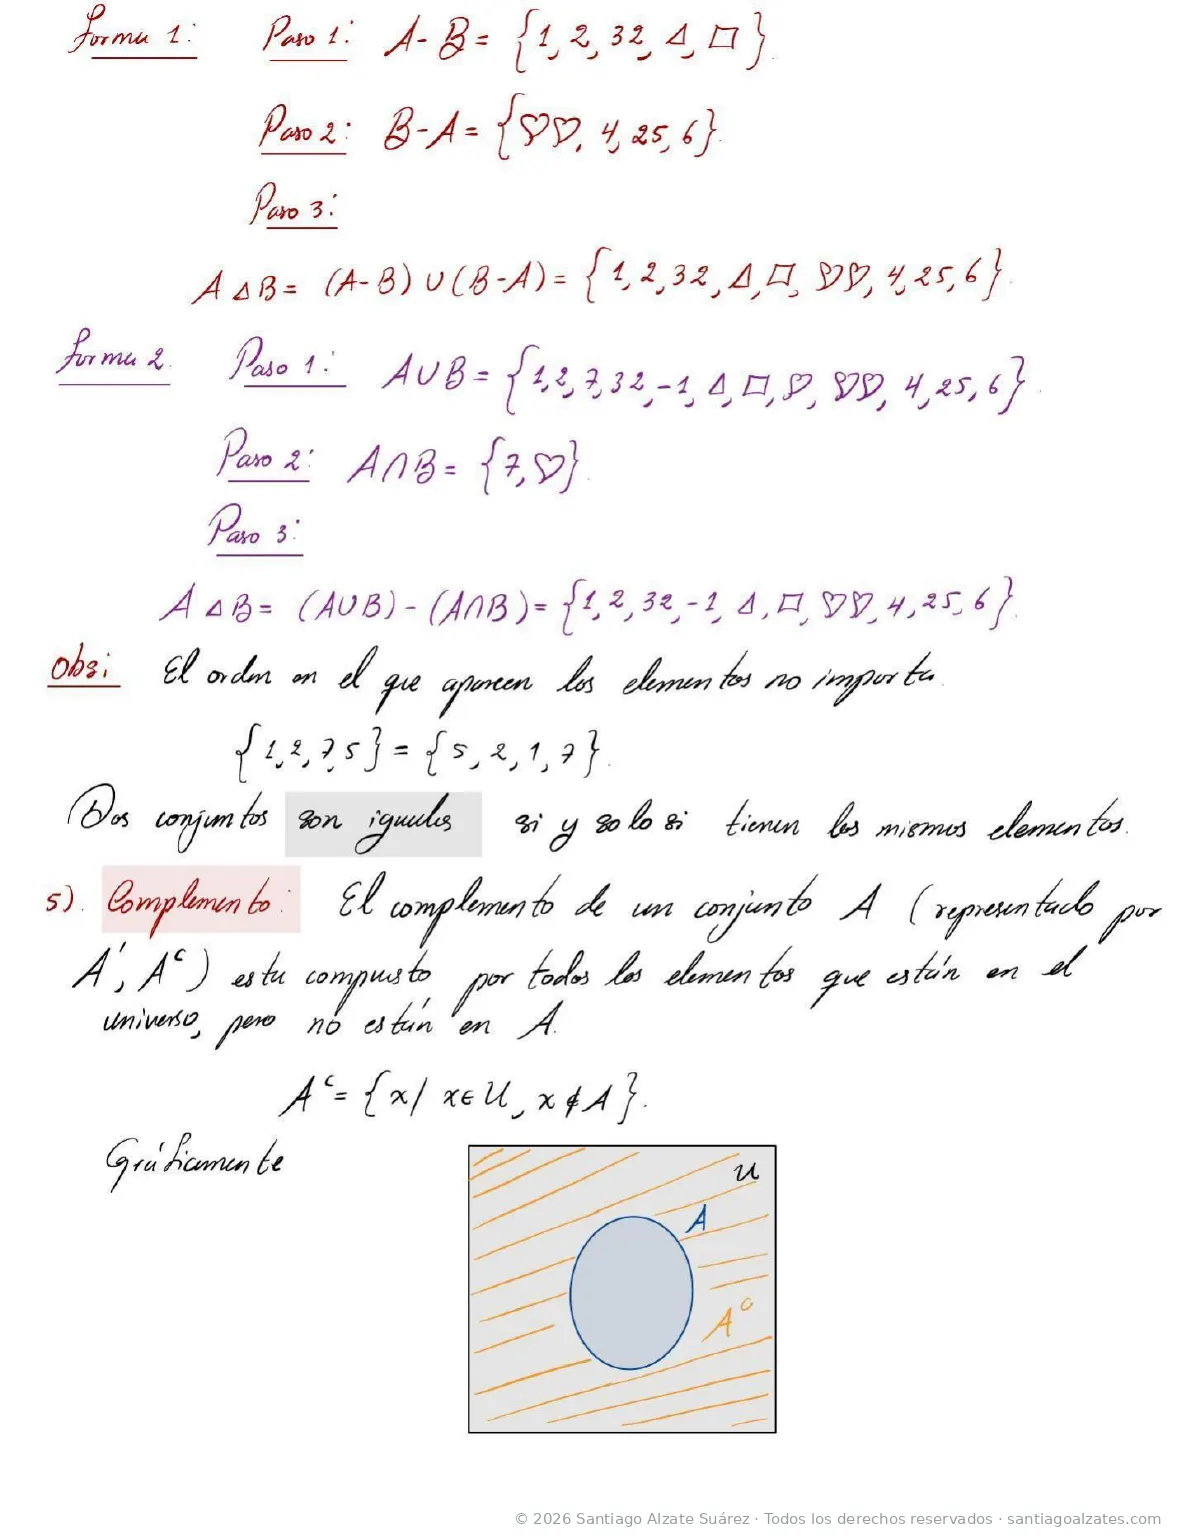 Forma 1: Paso 1: A - B = {1, 2, 32, △, □}.
Paso 2: B - A = {♡♡, 4, 25, 6}.
Paso 3:
A △ B = (A - B) ∪ (B - A) = {1, 2, 32, △, □, ♡♡, 4, 25, 6}.
Forma 2. Paso 1: A ∪ B = {1, 2, 7, 32, -1, △, □, ♡, ♡♡, 4, 25, 6}.
Paso 2: A ∩ B = {7, ♡}.
Paso 3:
A △ B = (A ∪ B) - (A ∩ B) = {1, 2, 32, -1, △, □, ♡♡, 4, 25, 6}.
Obs: El orden en el que aparecen los elementos no importa.
{1, 2, 7, 5} = {5, 2, 1, 7}.
Dos conjuntos son iguales si y solo si tienen los mismos elementos.
5). Complemento: El complemento de un conjunto A (representado por
A', Aᶜ) esta compuesto por todos los elementos que están en el
universo, pero no están en A.
Aᶜ = {x / x ∈ U, x ∉ A}.
Gráficamente
U
A
Aᶜ
© 2026 Santiago Alzate Suárez · Todos los derechos reservados · santiagoalzates.com